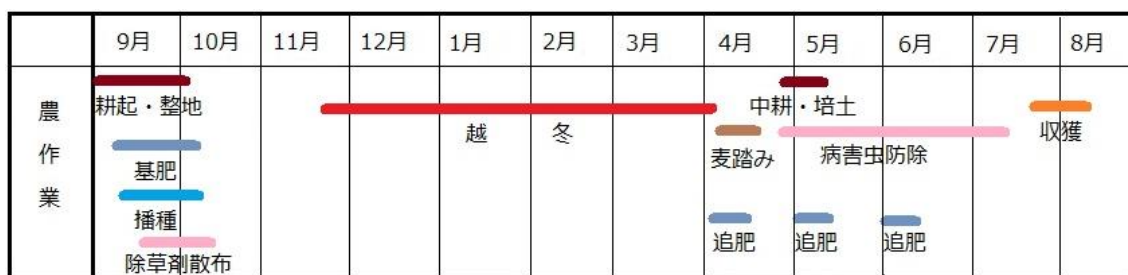 9月 10月 11月 12月 1月 2月 3月 4月 5月 6月 7月 8月
農作業
耕起・整地
中耕・培土
越冬
収獲
麦踏み
病害虫防除
基肥
播種
追肥 追肥 追肥
除草剤散布